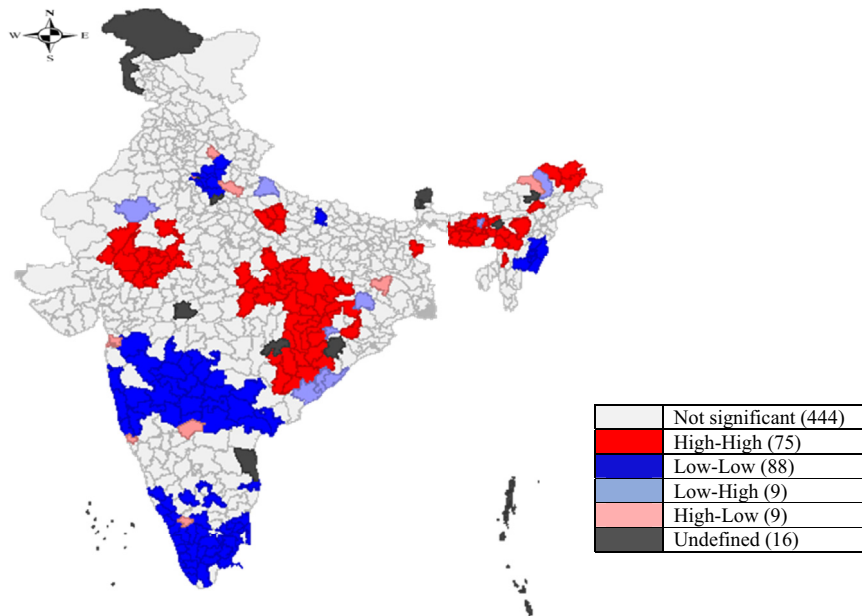 N
W E
S
Not significant (444)
High-High (75)
Low-Low (88)
Low-High (9)
High-Low (9)
Undefined (16)